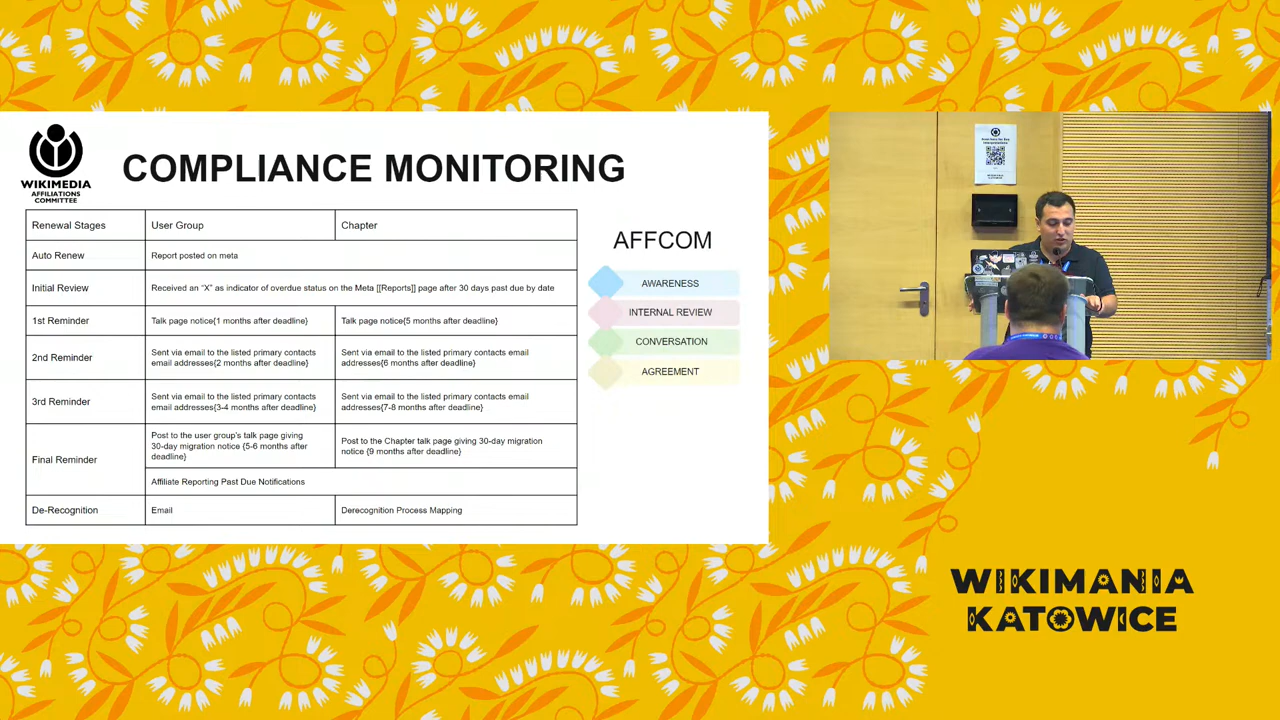 WIKIMEDIA
AFFILIATIONS
COMMITTEE
COMPLIANCE MONITORING
Renewal Stages
User Group
Chapter
Auto Renew
Report posted on meta
Initial Review
Received an “X” as indicator of overdue status on the Meta [[Reports]] page after 30 days past due by date
1st Reminder
Talk page notice{1 months after deadline}
Talk page notice{5 months after deadline}
2nd Reminder
Sent via email to the listed primary contacts
email addresses{2 months after deadline}
Sent via email to the listed primary contacts email
addresses{6 months after deadline}
3rd Reminder
Sent via email to the listed primary contacts
email addresses{3-4 months after deadline}
Sent via email to the listed primary contacts email
addresses{7-8 months after deadline}
Final Reminder
Post to the user group's talk page giving
30-day migration notice {5-6 months after
deadline}
Post to the Chapter talk page giving 30-day migration
notice {9 months after deadline}
Affiliate Reporting Past Due Notifications
De-Recognition
Email
Derecognition Process Mapping
AFFCOM
AWARENESS
INTERNAL REVIEW
CONVERSATION
AGREEMENT
WIKIMANIA
KATOWICE